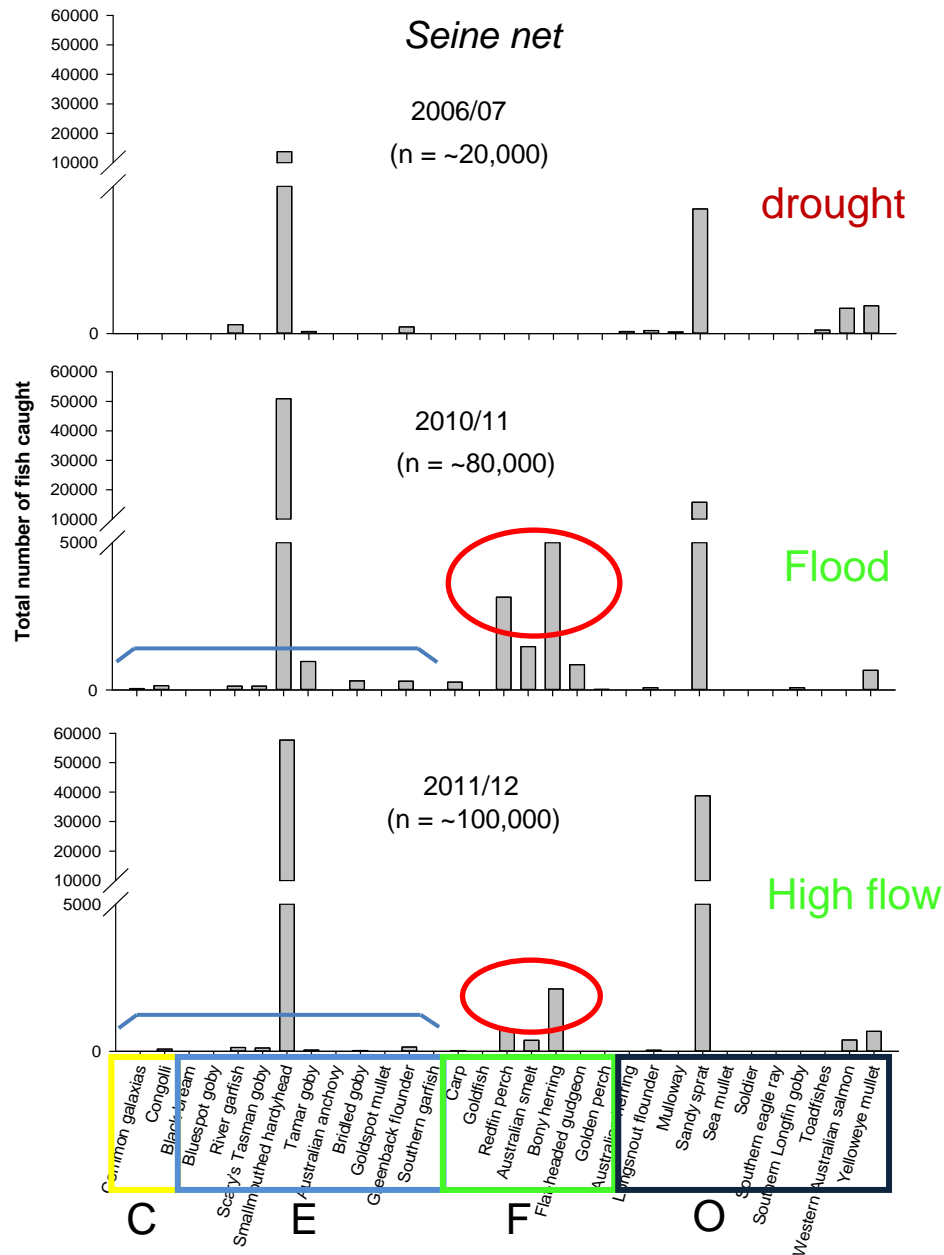 Seine net
2006/07
(n = ~20,000)
drought
60000
50000
40000
30000
20000
10000
0
Total number of fish caught
2010/11
(n = ~80,000)
Flood
60000
50000
40000
30000
20000
10000
5000
0
2011/12
(n = ~100,000)
High flow
60000
50000
40000
30000
20000
10000
5000
0
Common galaxias
Congolli
Black bream
Bluespot goby
River garfish
Scary's Tasman goby
Smallmouthed hardyhead
Tamar goby
Australian anchovy
Bridled goby
Goldspot mullet
Greenback flounder
Southern garfish
Carp
Goldfish
Redfin perch
Australian smelt
Bony herring
Flat-headed gudgeon
Golden perch
Australian herring
Longsnout flounder
Mulloway
Sandy sprat
Sea mullet
Soldier
Southern eagle ray
Southern Longfin goby
Toadfishes
Western Australian salmon
Yelloweye mullet
C E F O